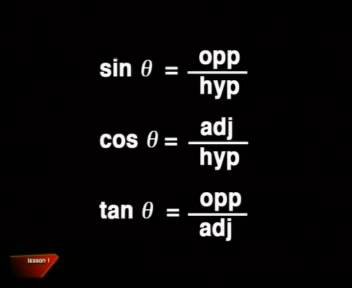 sin θ = opp/hyp
cos θ = adj/hyp
tan θ = opp/adj
lesson 1